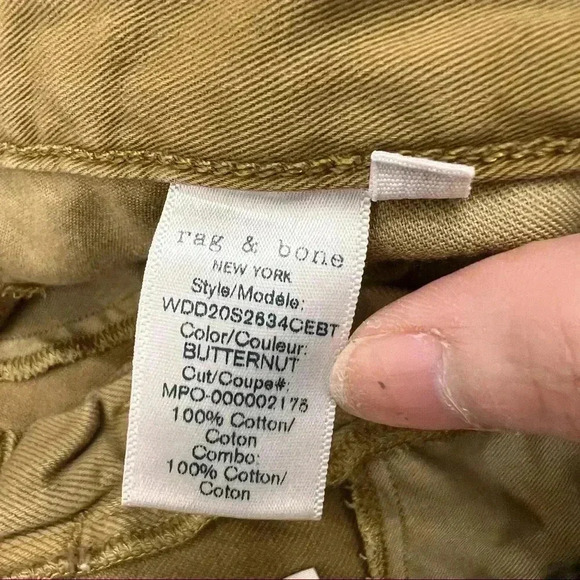 rag & bone
NEW YORK
Style/Modèle:
WDD20S2634CEBT
Color/Couleur:
BUTTERNUT
Cut/Coupe#:
MPO-000002176
100% Cotton/
Coton
Combo:
100% Cotton/
Coton